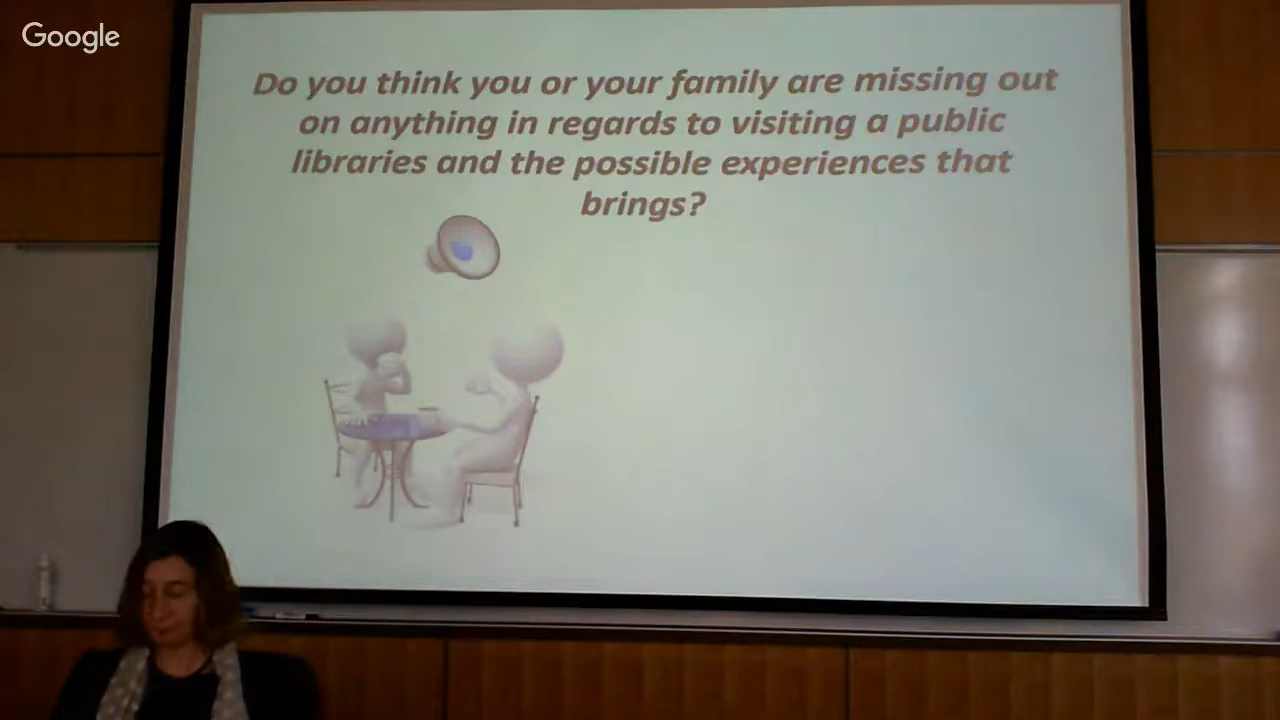 Google
Do you think you or your family are missing out
on anything in regards to visiting a public
libraries and the possible experiences that
brings?